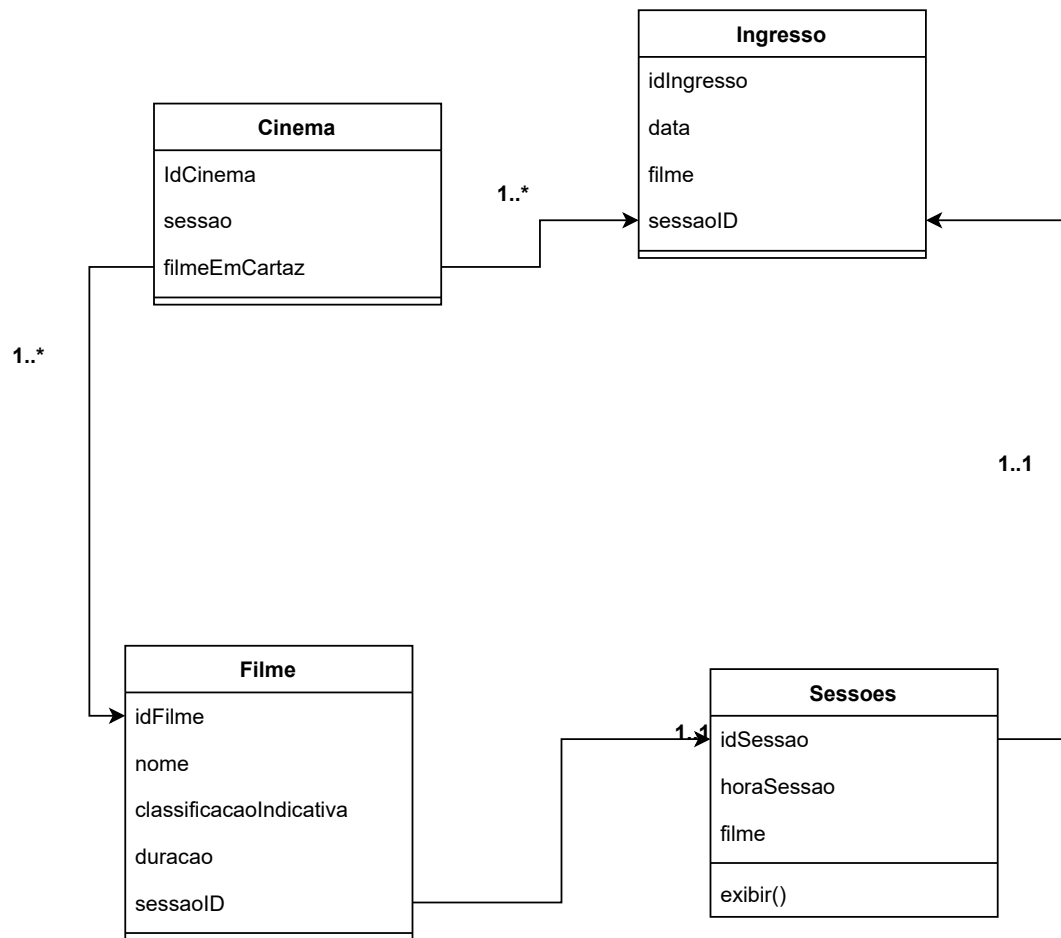 Ingresso
idIngresso
data
filme
sessaoID
Cinema
IdCinema
sessao
filmeEmCartaz
1..*
1..*
1..1
Filme
idFilme
nome
classificacaoIndicativa
duracao
sessaoID
1..1
Sessoes
idSessao
horaSessao
filme
exibir()